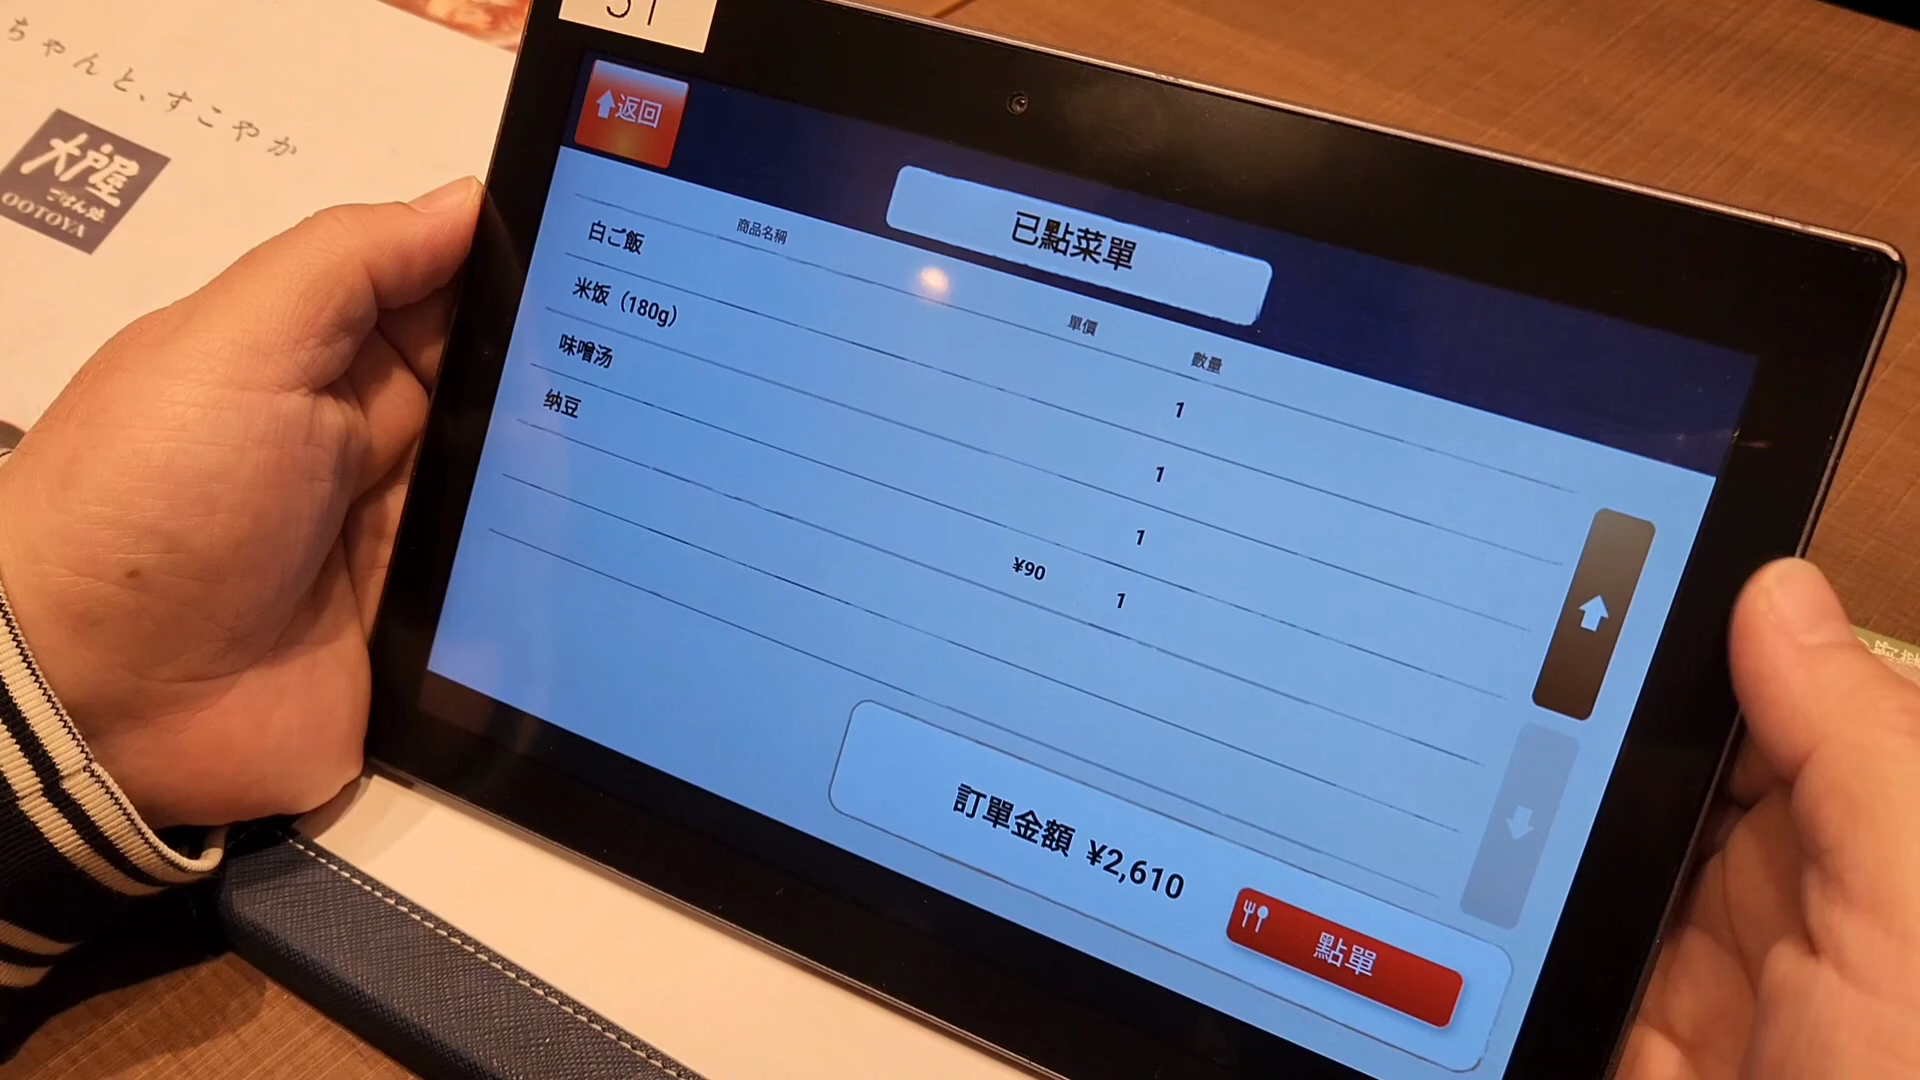 ちゃんと、すこやか
大戸屋
ごはん処
OOTOYA
返回
已點菜單
商品名稱 單價 數量
白ご飯 1
米饭（180g） 1
味噌汤 1
纳豆 ¥90 1
訂單金額 ¥2,610
點單